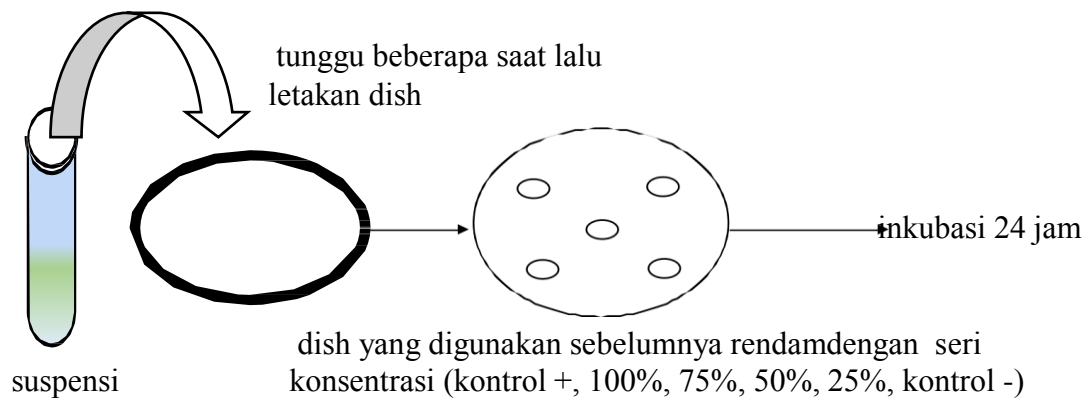 tunggu beberapa saat lalu
letakan dish
inkubasi 24 jam
dish yang digunakan sebelumnya rendamdengan seri
konsentrasi (kontrol +, 100%, 75%, 50%, 25%, kontrol -)
suspensi